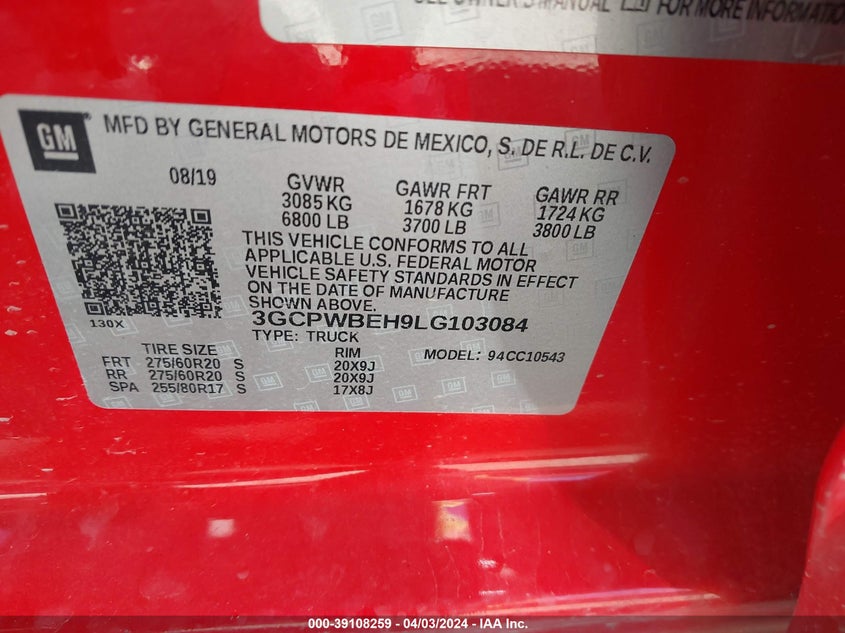 SEE OWNER'S MANUAL FOR MORE INFORMATION
GM ® MFD BY GENERAL MOTORS DE MEXICO, S. DE R.L. DE C.V.
08/19 GVWR GAWR FRT GAWR RR
3085 KG 1678 KG 1724 KG
6800 LB 3700 LB 3800 LB
THIS VEHICLE CONFORMS TO ALL
APPLICABLE U.S. FEDERAL MOTOR
VEHICLE SAFETY STANDARDS IN EFFECT
ON THE DATE OF MANUFACTURE
SHOWN ABOVE.
130X 3GCPWBEH9LG103084
TYPE: TRUCK MODEL: 94CC10543
TIRE SIZE RIM
FRT 275/60R20 S 20X9J
RR 275/60R20 S 20X9J
SPA 255/80R17 S 17X8J
000-39108259 - 04/03/2024 - IAA Inc.